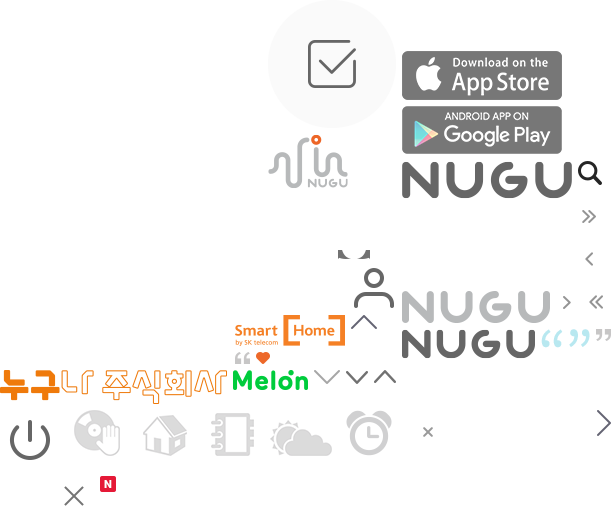 Download on the
App Store
ANDROID APP ON
Google Play
NUGU
NUGU
NUGU
Smart [Home]
by SK telecom
NUGU
누구나 주식회사
Melon
N